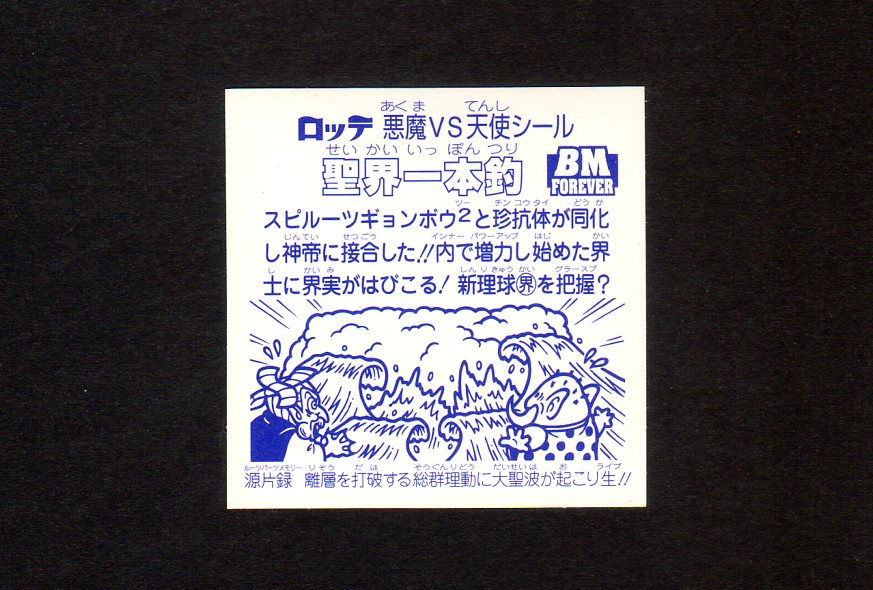 あくま てんし
ロッテ 悪魔VS天使シール
せいかいいっぽんつり
聖界一本釣
BM
FOREVER
ツー チンコウタイ どうか
スピルーツギョンボウ2と珍抗体が同化
じんてい せつごう インナー パワーアップ はじ かい
し神帝に接合した!!内で増力し始めた界
し かいみ しんりきゅうかい グラースプ
士に界実がはびこる! 新理球界を把握?
ルーツパーツメモリー りそう だは そうぐんりどう だいせいは お ライブ
源片録 離層を打破する総群理動に大聖波が起こり生!!